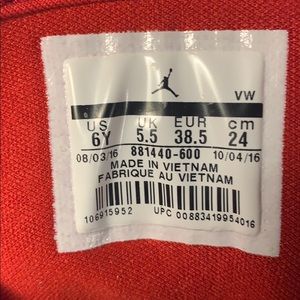 VW
US UK EUR cm
6Y 5.5 38.5 24
08/03/16 881440-600 10/04/16
MADE IN VIETNAM
FABRIQUE AU VIETNAM
106915952 UPC 00883419954016